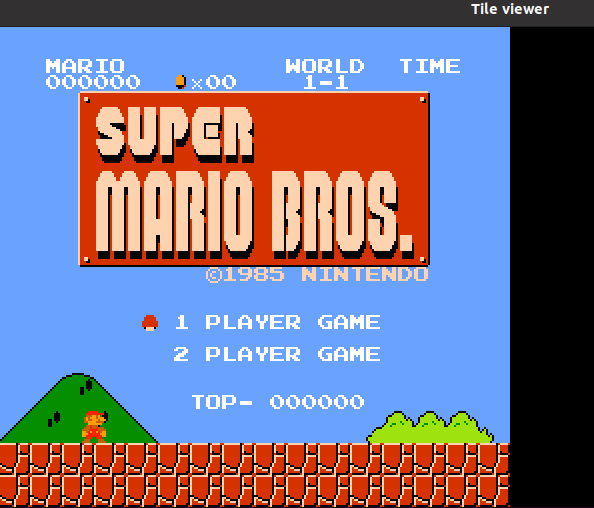 Tile viewer
MARIO WORLD TIME
000000 ×00 1-1
SUPER
MARIO BROS.
©1985 NINTENDO
1 PLAYER GAME
2 PLAYER GAME
TOP- 000000